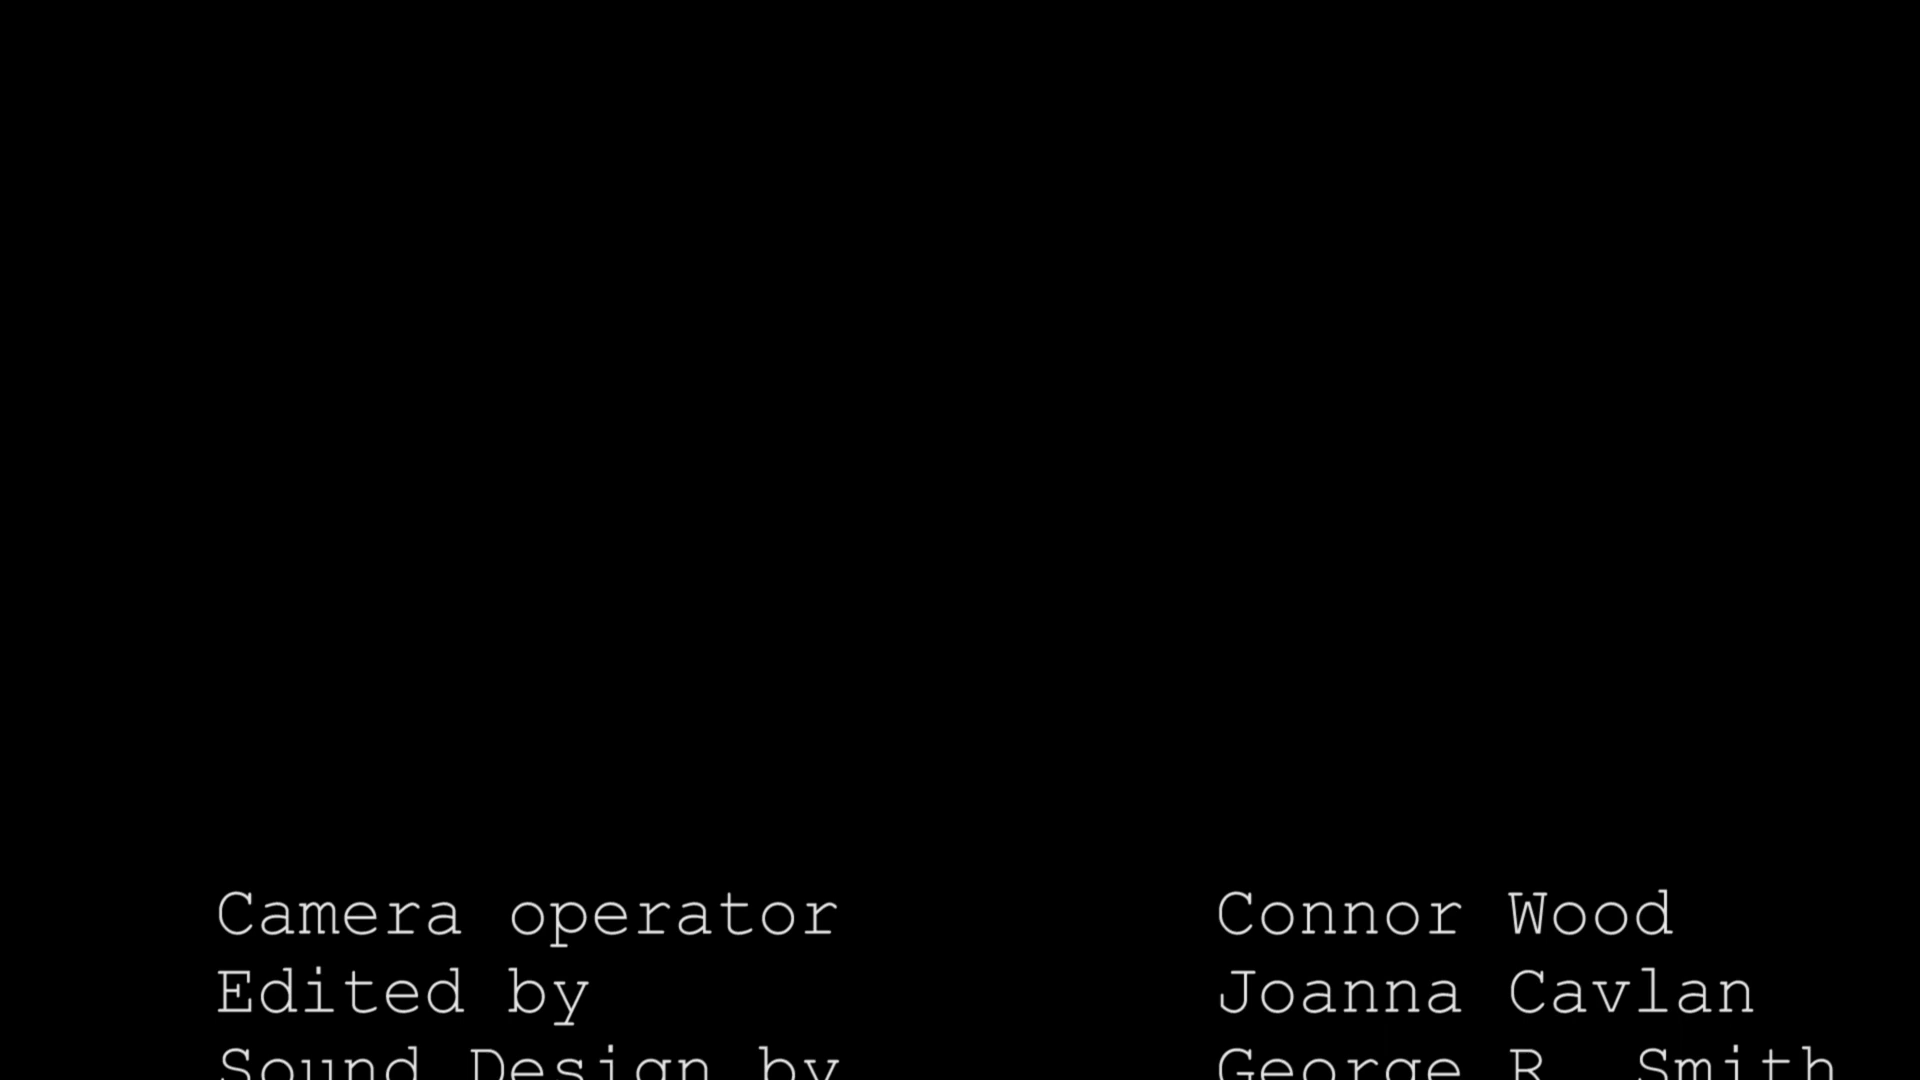 Camera operator Connor Wood
Edited by Joanna Cavlan
Sound Design by George R. Smith